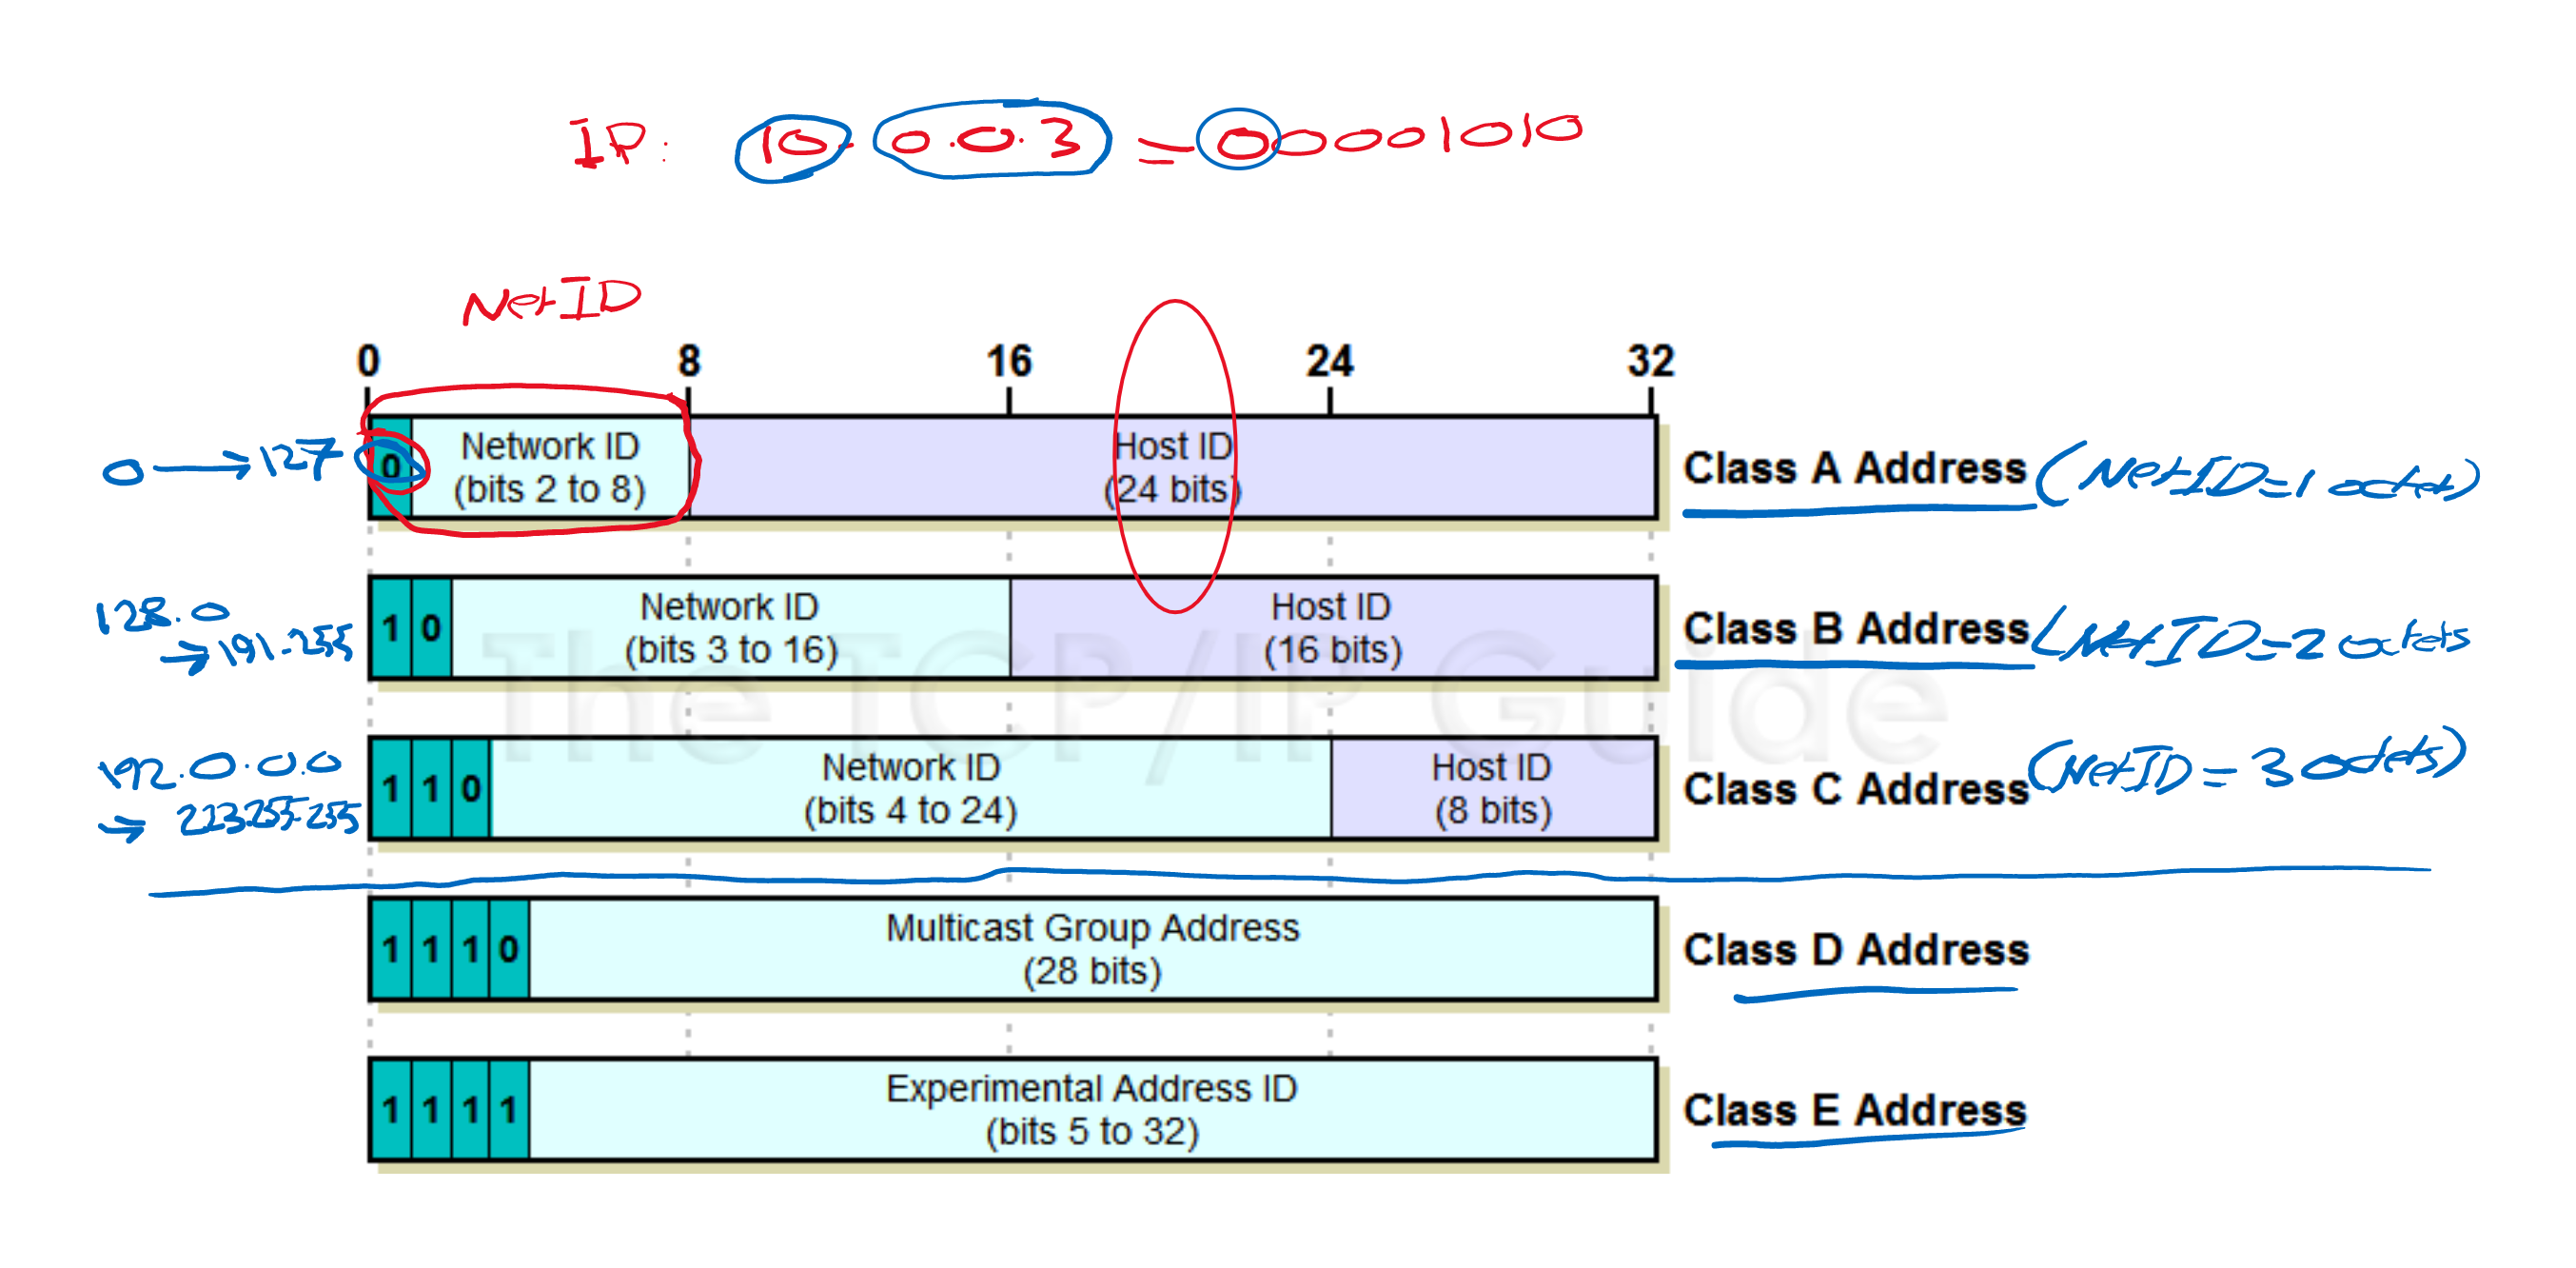 IP: 10.0.0.3 = 00001010
NetID
0 8 16 24 32
0 → 127 0 Network ID Host ID Class A Address (NetID=1 octet)
(bits 2 to 8) (24 bits)
128.0 1 0 Network ID Host ID Class B Address (NetID=2 octets
→ 191.255 (bits 3 to 16) (16 bits)
The TCP/IP Guide
192.0.0.0 1 1 0 Network ID Host ID Class C Address (NetID=3 octets)
→ 223.255.255 (bits 4 to 24) (8 bits)
1 1 1 0 Multicast Group Address Class D Address
(28 bits)
1 1 1 1 Experimental Address ID Class E Address
(bits 5 to 32)